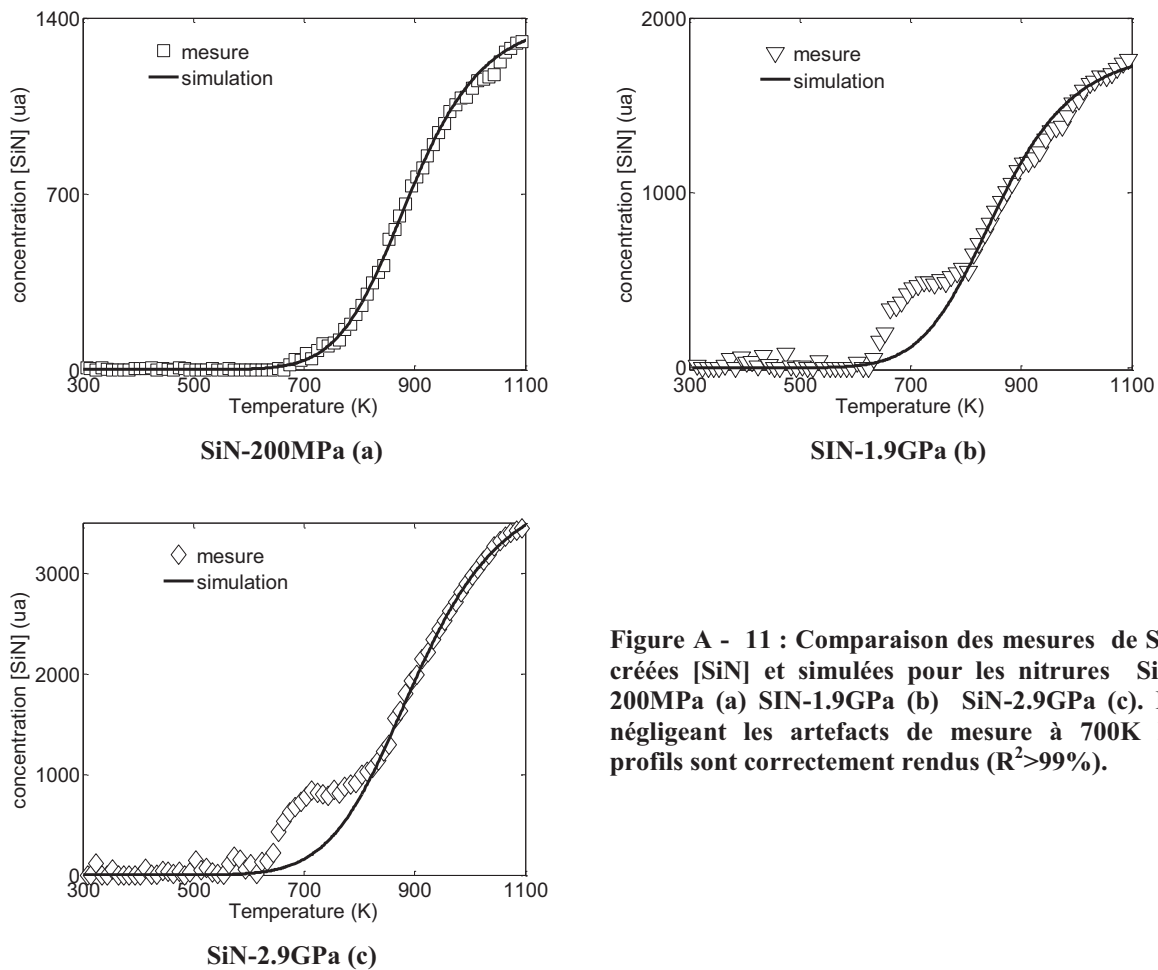 1400
700
0
300
500
700
900
1100
Temperature (K)
concentration [SiN] (ua)
mesure
simulation
SiN-200MPa (a)
2000
1000
0
300
500
700
900
1100
Temperature (K)
concentration [SiN] (ua)
mesure
simulation
SIN-1.9GPa (b)
3000
2000
1000
0
300
500
700
900
1100
Temperature (K)
concentration [SiN] (ua)
mesure
simulation
SiN-2.9GPa (c)
Figure A - 11 : Comparaison des mesures de S
créées [SiN] et simulées pour les nitrures Si
200MPa (a) SIN-1.9GPa (b) SiN-2.9GPa (c).
négligeant les artefacts de mesure à 700K
profils sont correctement rendus (R²>99%).